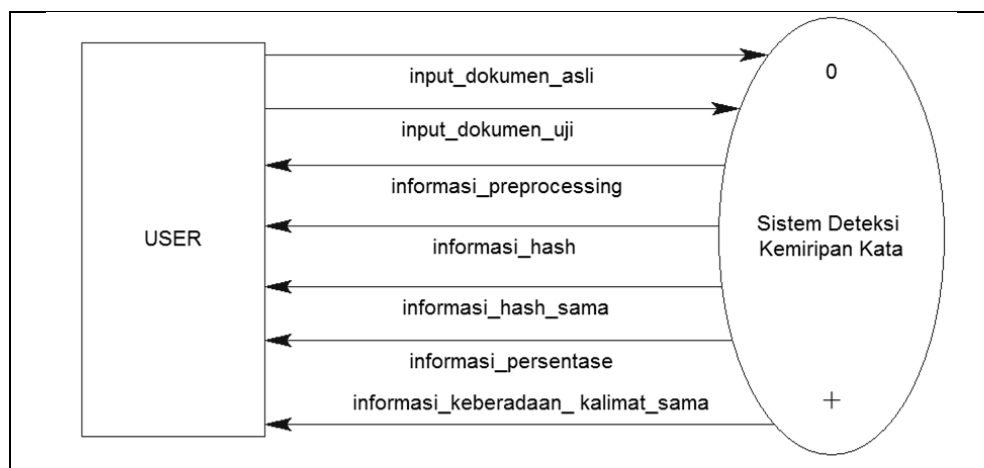 input_dokumen_asli
0
input_dokumen_uji
informasi_preprocessing
USER
Sistem Deteksi
Kemiripan Kata
informasi_hash
informasi_hash_sama
informasi_persentase
informasi_keberadaan_ kalimat_sama
+